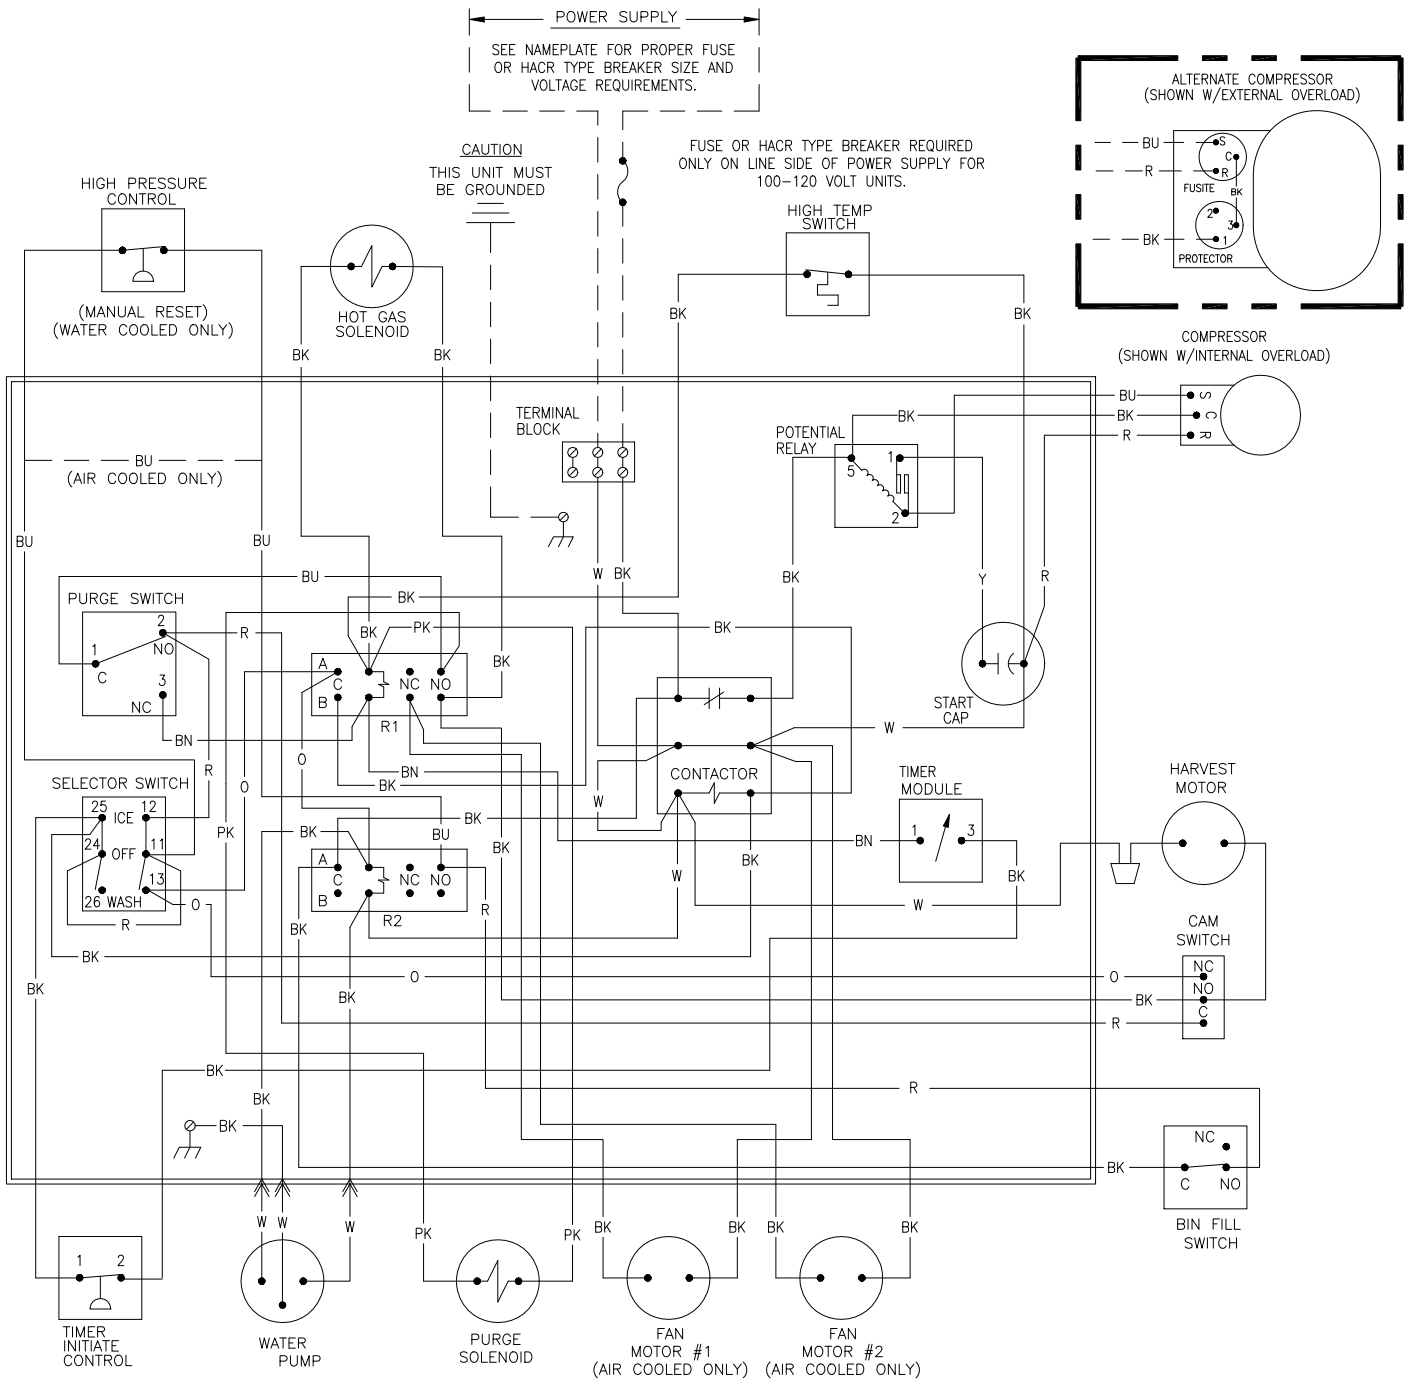 POWER SUPPLY
SEE NAMEPLATE FOR PROPER FUSE
OR HACR TYPE BREAKER SIZE AND
VOLTAGE REQUIREMENTS.
ALTERNATE COMPRESSOR
(SHOWN W/EXTERNAL OVERLOAD)
BU
S
C
R
R
FUSITE
BK
2
3
BK
1
PROTECTOR
CAUTION
THIS UNIT MUST
BE GROUNDED
FUSE OR HACR TYPE BREAKER REQUIRED
ONLY ON LINE SIDE OF POWER SUPPLY FOR
100-120 VOLT UNITS.
HIGH PRESSURE
CONTROL
(MANUAL RESET)
(WATER COOLED ONLY)
HOT GAS
SOLENOID
HIGH TEMP
SWITCH
BK
BK
BK
BK
COMPRESSOR
(SHOWN W/INTERNAL OVERLOAD)
S
C
R
BU
BK
BK
R
TERMINAL
BLOCK
POTENTIAL
RELAY
5
1
2
BU
(AIR COOLED ONLY)
BU
BU
W
BK
BK
Y
R
BU
BK
PURGE SWITCH
2
NO
1
C
3
NC
R
BK
PK
BK
BK
A
C
NC
NO
B
R1
START
CAP
W
BN
R
O
O
BN
BK
CONTACTOR
W
TIMER
MODULE
1
3
HARVEST
MOTOR
SELECTOR SWITCH
25
ICE
12
24
OFF
11
13
26
WASH
PK
BK
BK
BU
BK
BN
BK
A
C
NC
NO
B
R2
R
BK
W
BK
W
O
R
BK
BK
BK
O
O
CAM
SWITCH
NC
NO
C
BK
R
BK
R
BK
BK
NC
C
NO
BIN FILL
SWITCH
BK
W
W
W
PK
PK
BK
BK
BK
BK
1
2
TIMER
INITIATE
CONTROL
WATER
PUMP
PURGE
SOLENOID
FAN
MOTOR #1
(AIR COOLED ONLY)
FAN
MOTOR #2
(AIR COOLED ONLY)